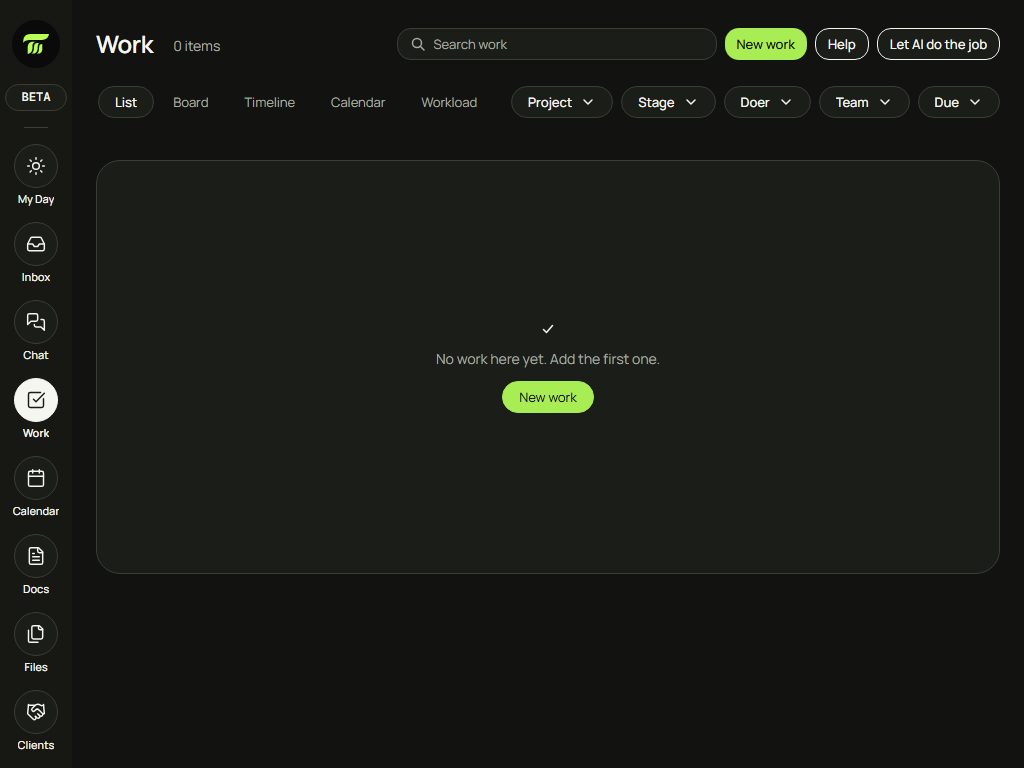 Work
0 items
Search work
New work
Help
Let AI do the job
BETA
List
Board
Timeline
Calendar
Workload
Project
Stage
Doer
Team
Due
My Day
Inbox
Chat
Work
Calendar
Docs
Files
Clients
No work here yet. Add the first one.
New work